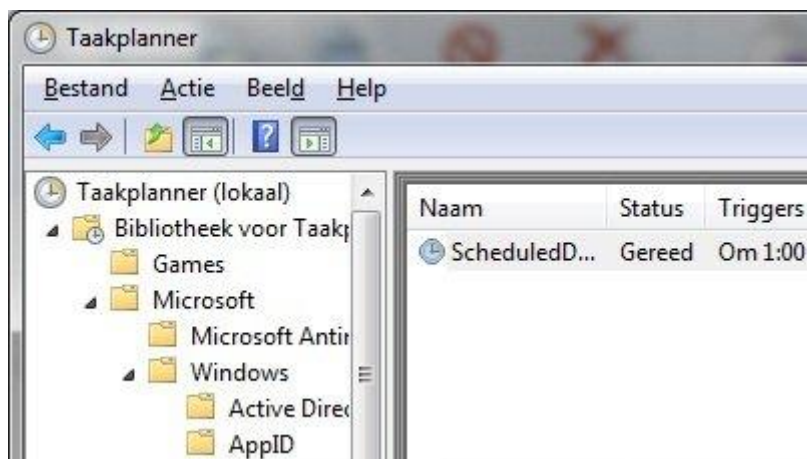 Taakplanner
Bestand Actie Beeld Help
Taakplanner (lokaal)
Bibliotheek voor Taakp
Games
Microsoft
Microsoft Antir
Windows
Active Direc
AppID
Naam Status Triggers
ScheduledD... Gereed Om 1:00